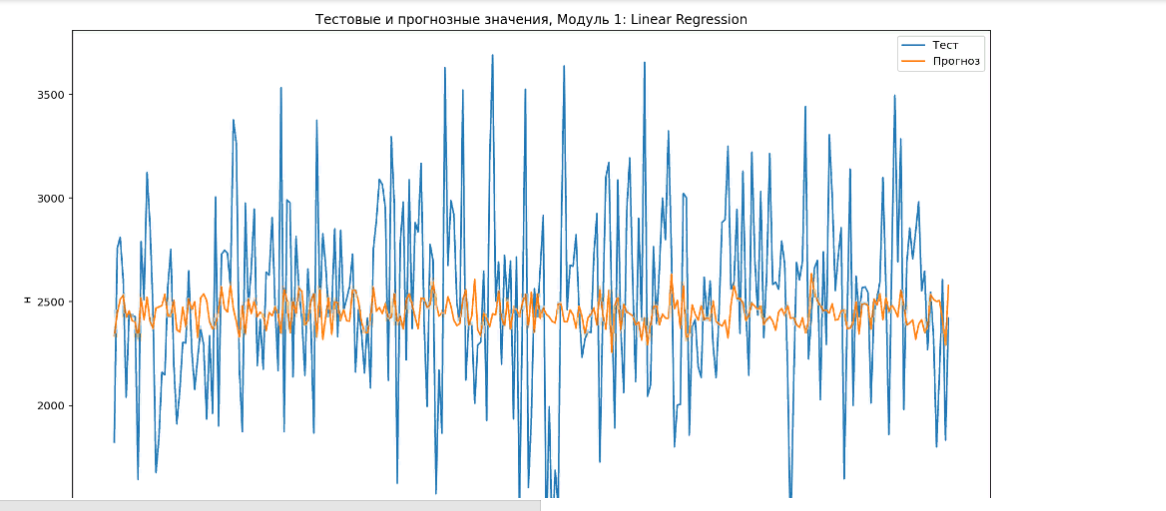 Тестовые и прогнозные значения, Модуль 1: Linear Regression
Тест
Прогноз
3500
3000
2500
2000